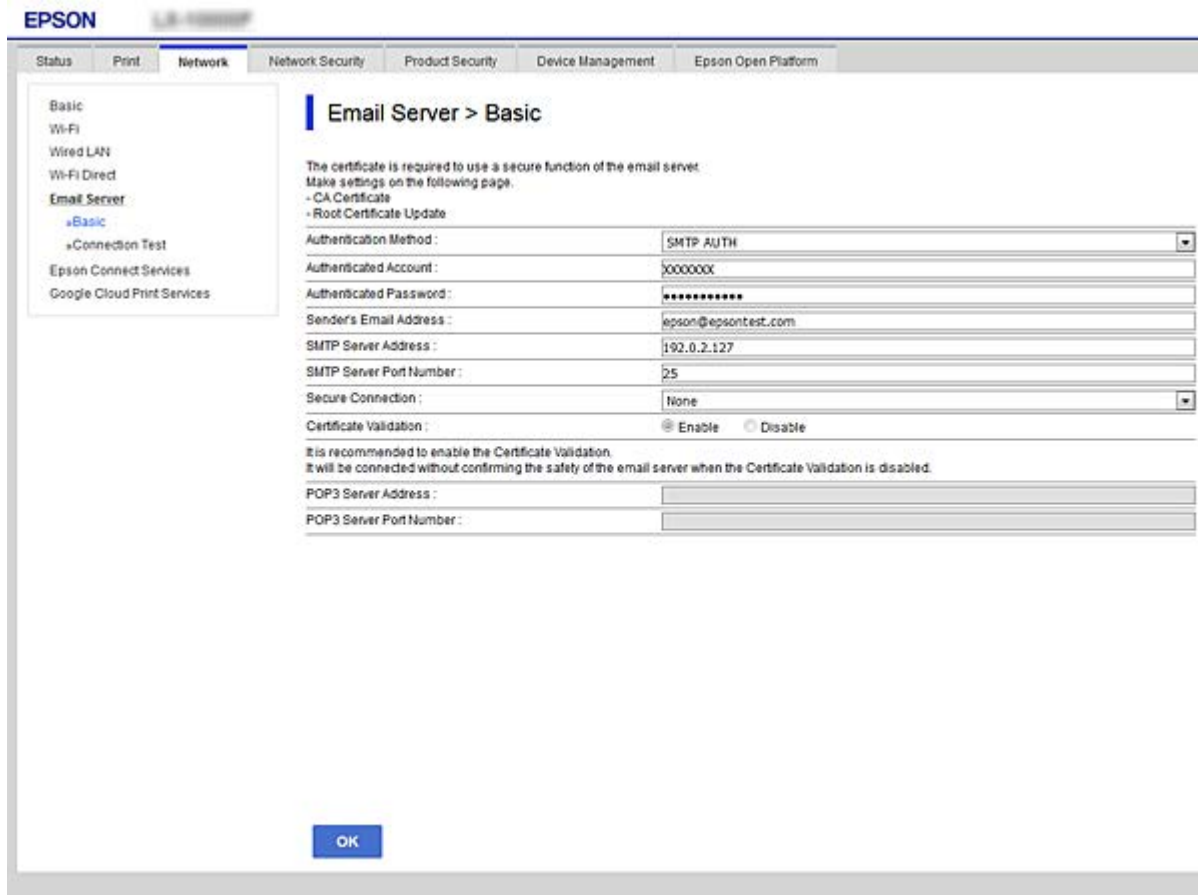 EPSON
Status Print Network Network Security Product Security Device Management Epson Open Platform
Basic
Wi-Fi
Wired LAN
Wi-Fi Direct
Email Server
»Basic
»Connection Test
Epson Connect Services
Google Cloud Print Services
Email Server > Basic
The certificate is required to use a secure function of the email server.
Make settings on the following page.
- CA Certificate
- Root Certificate Update
Authentication Method : SMTP AUTH
Authenticated Account : XXXXXXX
Authenticated Password : •••••••••••
Sender's Email Address : epson@epsontest.com
SMTP Server Address : 192.0.2.127
SMTP Server Port Number : 25
Secure Connection : None
Certificate Validation : Enable Disable
It is recommended to enable the Certificate Validation.
It will be connected without confirming the safety of the email server when the Certificate Validation is disabled.
POP3 Server Address :
POP3 Server Port Number :
OK